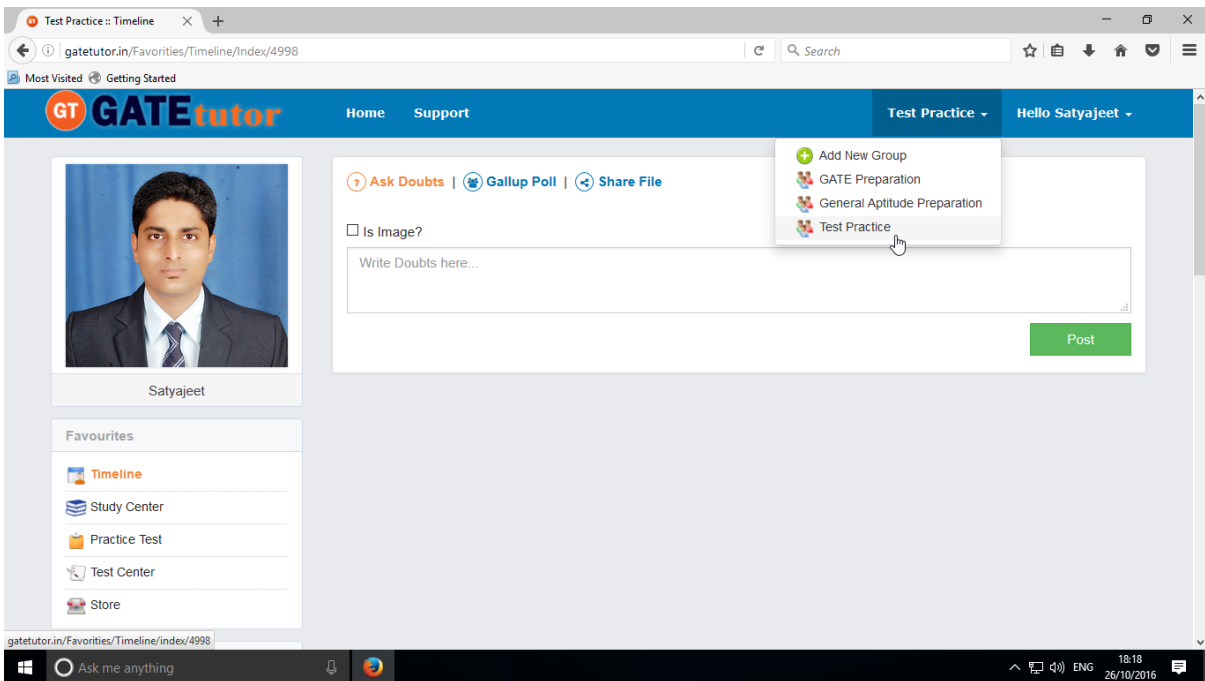 Test Practice :: Timeline
gatetutor.in/Favorities/Timeline/Index/4998
Search
Most Visited Getting Started
GT GATEtutor Home Support Test Practice Hello Satyajeet
Add New Group
GATE Preparation
General Aptitude Preparation
Test Practice
? Ask Doubts | Gallup Poll | Share File
Is Image?
Write Doubts here...
Post
Satyajeet
Favourites
Timeline
Study Center
Practice Test
Test Center
Store
gatetutor.in/Favorities/Timeline/index/4998
Ask me anything
ENG
18:18
26/10/2016